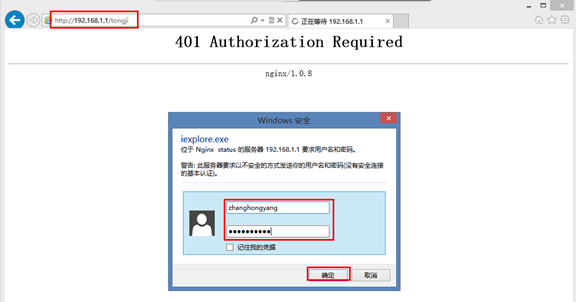 http://192.168.1.1/tongji
正在等待 192.168.1.1
401 Authorization Required
nginx/1.0.8
Windows 安全
iexplore.exe
位于 Nginx status 的服务器 192.168.1.1 要求用户名和密码。
警告: 此服务器要求以不安全的方式发送你的用户名和密码(没有安全连接
的基本认证)。
zhanghongyang
●●●●●●●●●●
记住我的凭据
确定
取消